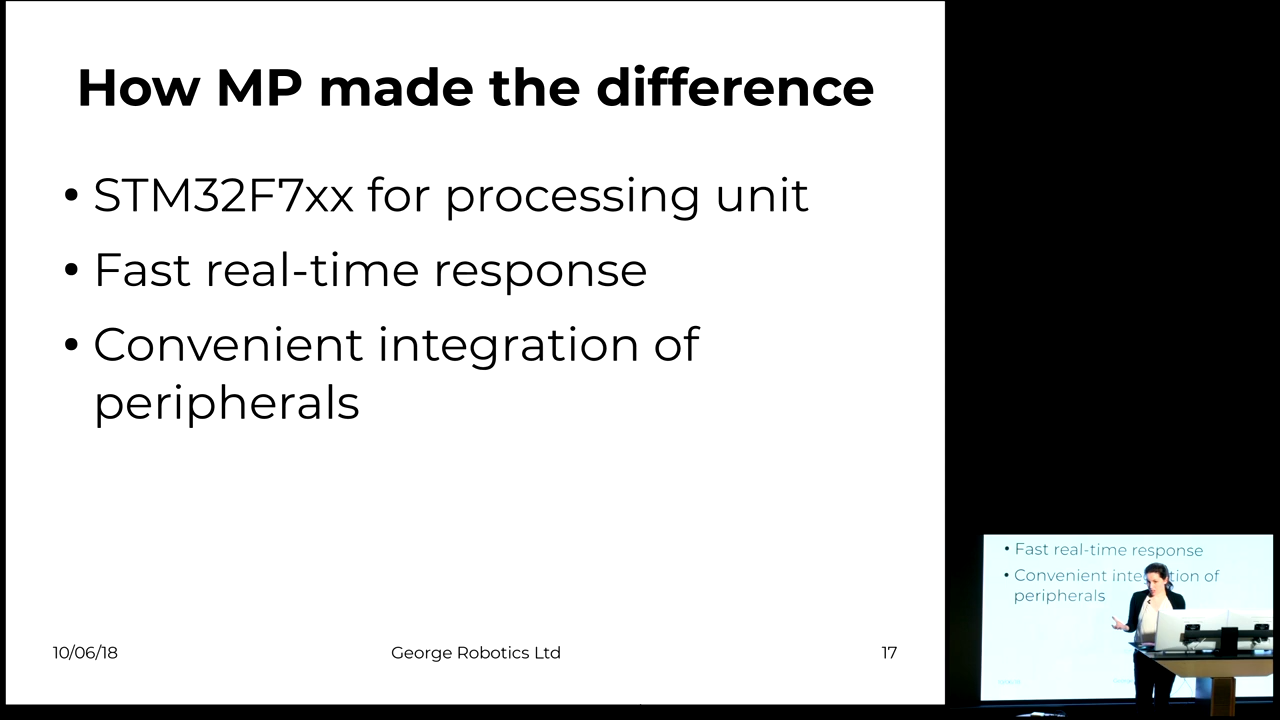 How MP made the difference
• STM32F7xx for processing unit
• Fast real-time response
• Convenient integration of
peripherals
10/06/18
George Robotics Ltd
17
• Fast real-time response
• Convenient integration of
peripherals